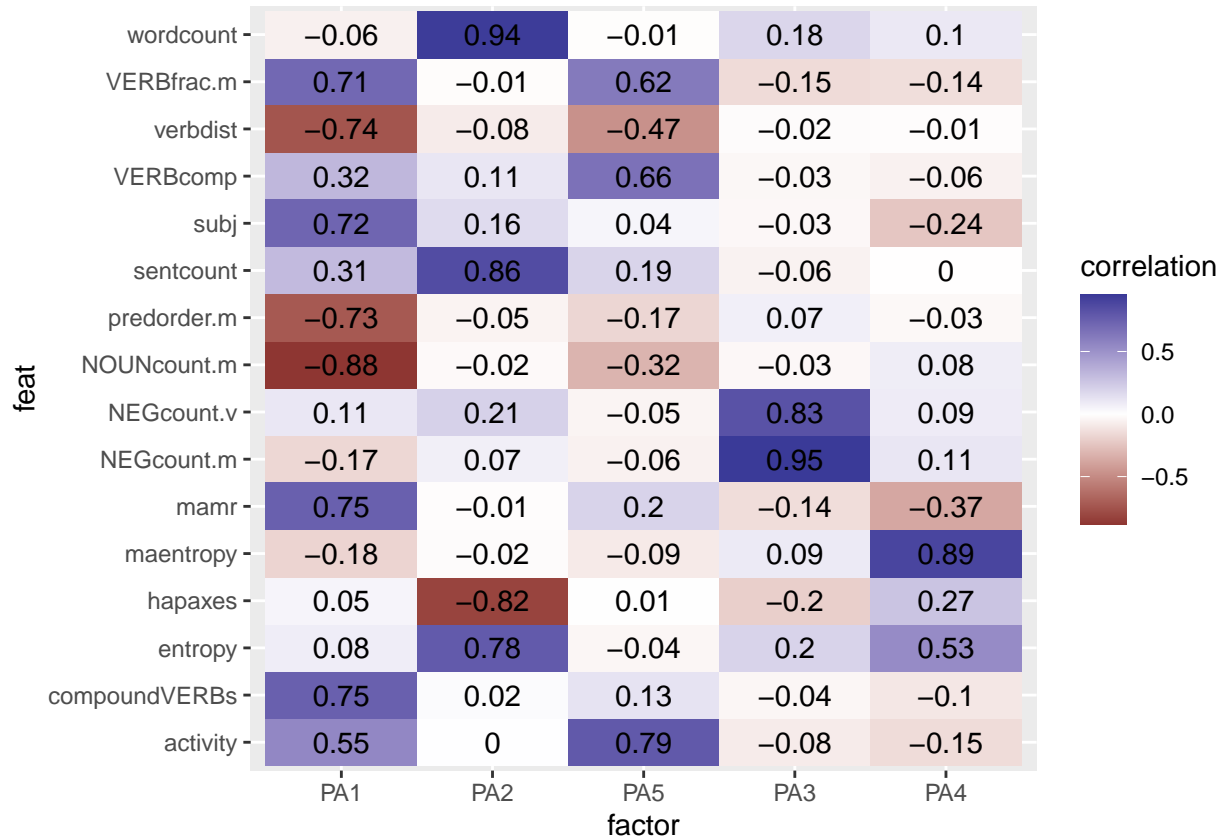 wordcount −0.06 0.94 −0.01 0.18 0.1
VERBfrac.m 0.71 −0.01 0.62 −0.15 −0.14
verbdist −0.74 −0.08 −0.47 −0.02 −0.01
VERBcomp 0.32 0.11 0.66 −0.03 −0.06
subj 0.72 0.16 0.04 −0.03 −0.24
sentcount 0.31 0.86 0.19 −0.06 0
predorder.m −0.73 −0.05 −0.17 0.07 −0.03
NOUNcount.m −0.88 −0.02 −0.32 −0.03 0.08
NEGcount.v 0.11 0.21 −0.05 0.83 0.09
NEGcount.m −0.17 0.07 −0.06 0.95 0.11
mamr 0.75 −0.01 0.2 −0.14 −0.37
maentropy −0.18 −0.02 −0.09 0.09 0.89
hapaxes 0.05 −0.82 0.01 −0.2 0.27
entropy 0.08 0.78 −0.04 0.2 0.53
compoundVERBs 0.75 0.02 0.13 −0.04 −0.1
activity 0.55 0 0.79 −0.08 −0.15
PA1 PA2 PA5 PA3 PA4
factor
feat
correlation
0.5
0.0
−0.5